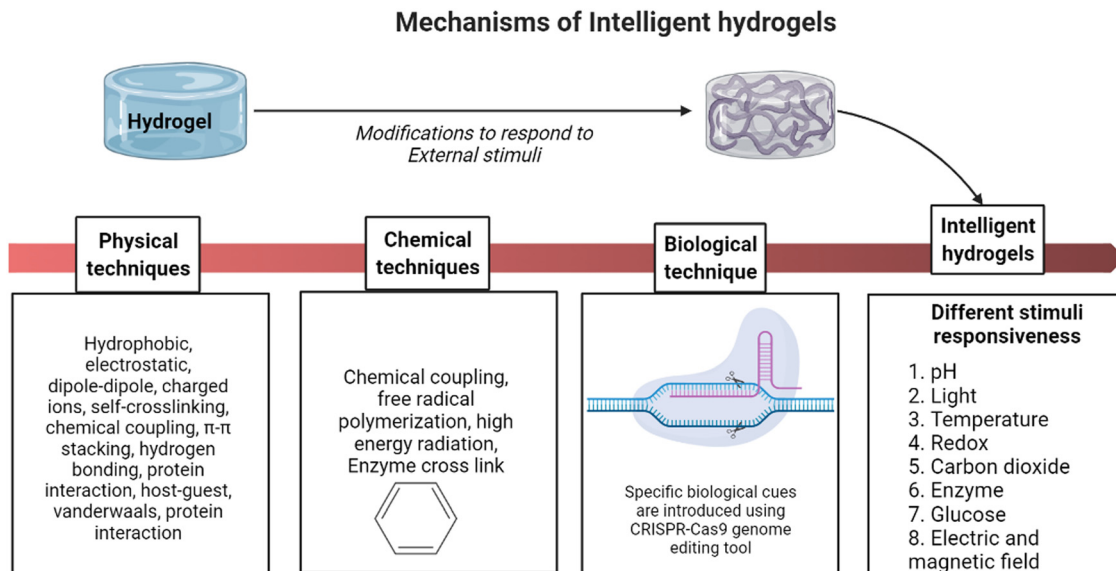 Mechanisms of Intelligent hydrogels
Hydrogel
Modifications to respond to
External stimuli
Physical
techniques
Chemical
techniques
Biological
technique
Intelligent
hydrogels
Hydrophobic,
electrostatic,
dipole-dipole, charged
ions, self-crosslinking,
chemical coupling, π-π
stacking, hydrogen
bonding, protein
interaction, host-guest,
vanderwaals, protein
interaction
Chemical coupling,
free radical
polymerization, high
energy radiation,
Enzyme cross link
Specific biological cues
are introduced using
CRISPR-Cas9 genome
editing tool
Different stimuli
responsiveness
1. pH
2. Light
3. Temperature
4. Redox
5. Carbon dioxide
6. Enzyme
7. Glucose
8. Electric and
magnetic field